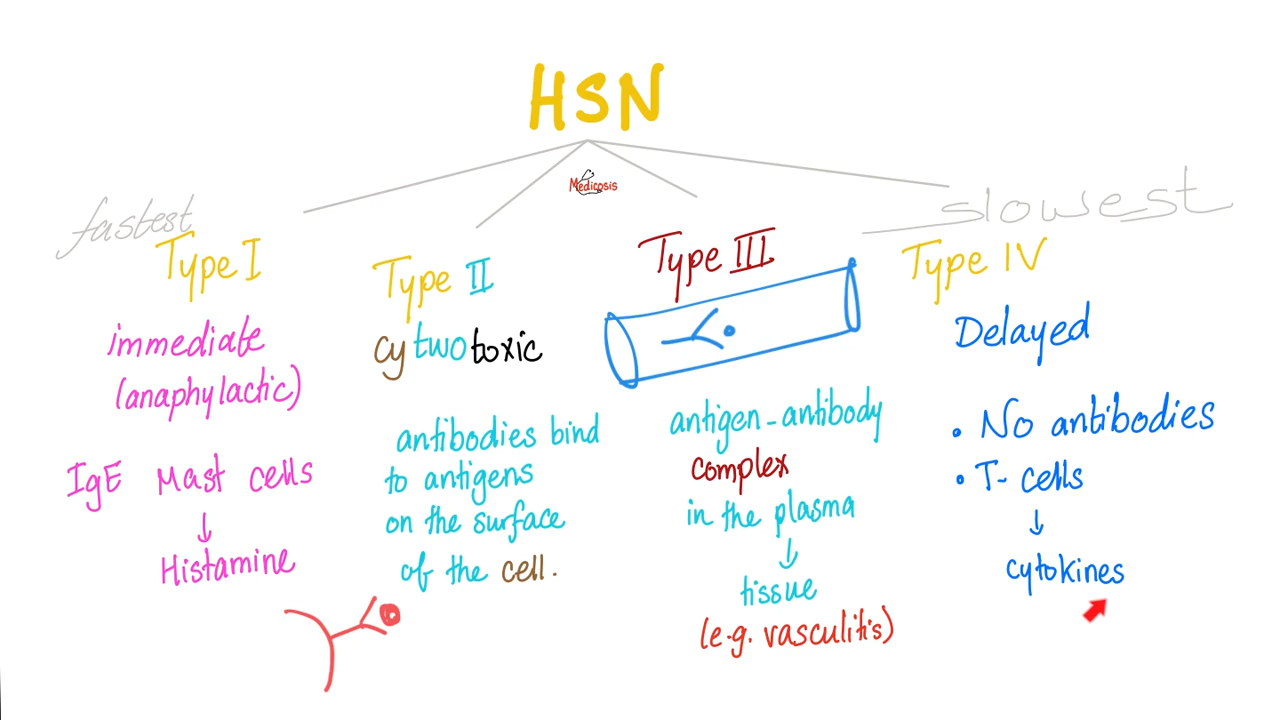 HSN
Medicosis
fastest
slowest
Type I
immediate
(anaphylactic)
IgE Mast cells
↓
Histamine
Type II
cytwotoxic
antibodies bind
to antigens
on the surface
of the cell.
Type III
antigen-antibody
complex
in the plasma
↓
tissue
(e.g. vasculitis)
Type IV
Delayed
• No antibodies
• T-cells
↓
cytokines